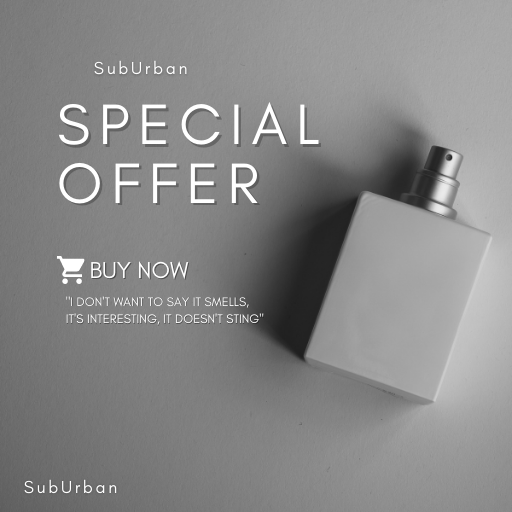 SubUrban
SPECIAL
OFFER
BUY NOW
"I DON'T WANT TO SAY IT SMELLS,
IT'S INTERESTING, IT DOESN'T STING"
SubUrban